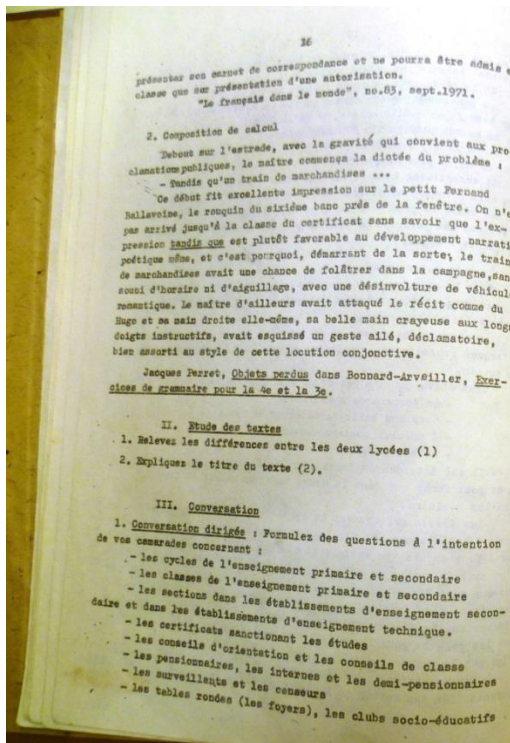 16
présenter son carnet de correspondance et ne pourra être admis e
classe que sur présentation d'une autorisation.
"Le français dans le monde", no.83, sept.1971.
2. Composition de calcul
Debout sur l'estrade, avec la gravité qui convient aux pro
clamations publiques, le maître commença la dictée du problème :
- Tandis qu'un train de marchandises ...
Ce début fit excellente impression sur le petit Fernand
Ballavoine, le rouquin du sixième banc près de la fenêtre. On n'e
pas arrivé jusqu'à la classe du certificat sans savoir que l'ex-
pression tandis que est plutôt favorable au développement narrati
poétique même, et c'est pourquoi, démarrant de la sorte, le train
de marchandises avait une chance de folâtrer dans la campagne, san
souci d'horaire ni d'aiguillage, avec une désinvolture de véhicul
romantique. Le maître d'ailleurs avait attaqué le récit comme du
Hugo et sa main droite elle-même, sa belle main crayeuse aux long
doigts instructifs, avait esquissé un geste ailé, déclamatoire,
bien assorti au style de cette locution conjonctive.
Jacques Perret, Objets perdus dans Bonnard-Arveiller, Exer-
cices de grammaire pour la 4e et la 3e.
II. Etude des textes
1. Relevez les différences entre les deux lycées (1)
2. Expliquez le titre du texte (2).
III. Conversation
1. Conversation dirigée : Formulez des questions à l'intention
de vos camarades concernant :
- les cycles de l'enseignement primaire et secondaire
- les classes de l'enseignement primaire et secondaire
- les sections dans les établissements d'enseignement secon-
daire et dans les établissements d'enseignement technique.
- les certificats sanctionant les études
- les conseils d'orientation et les conseils de classe
- les pensionnaires, les internes et les demi-pensionnaires
- les surveillants et les censeurs
- les tables rondes (les foyers), les clubs socio-éducatifs